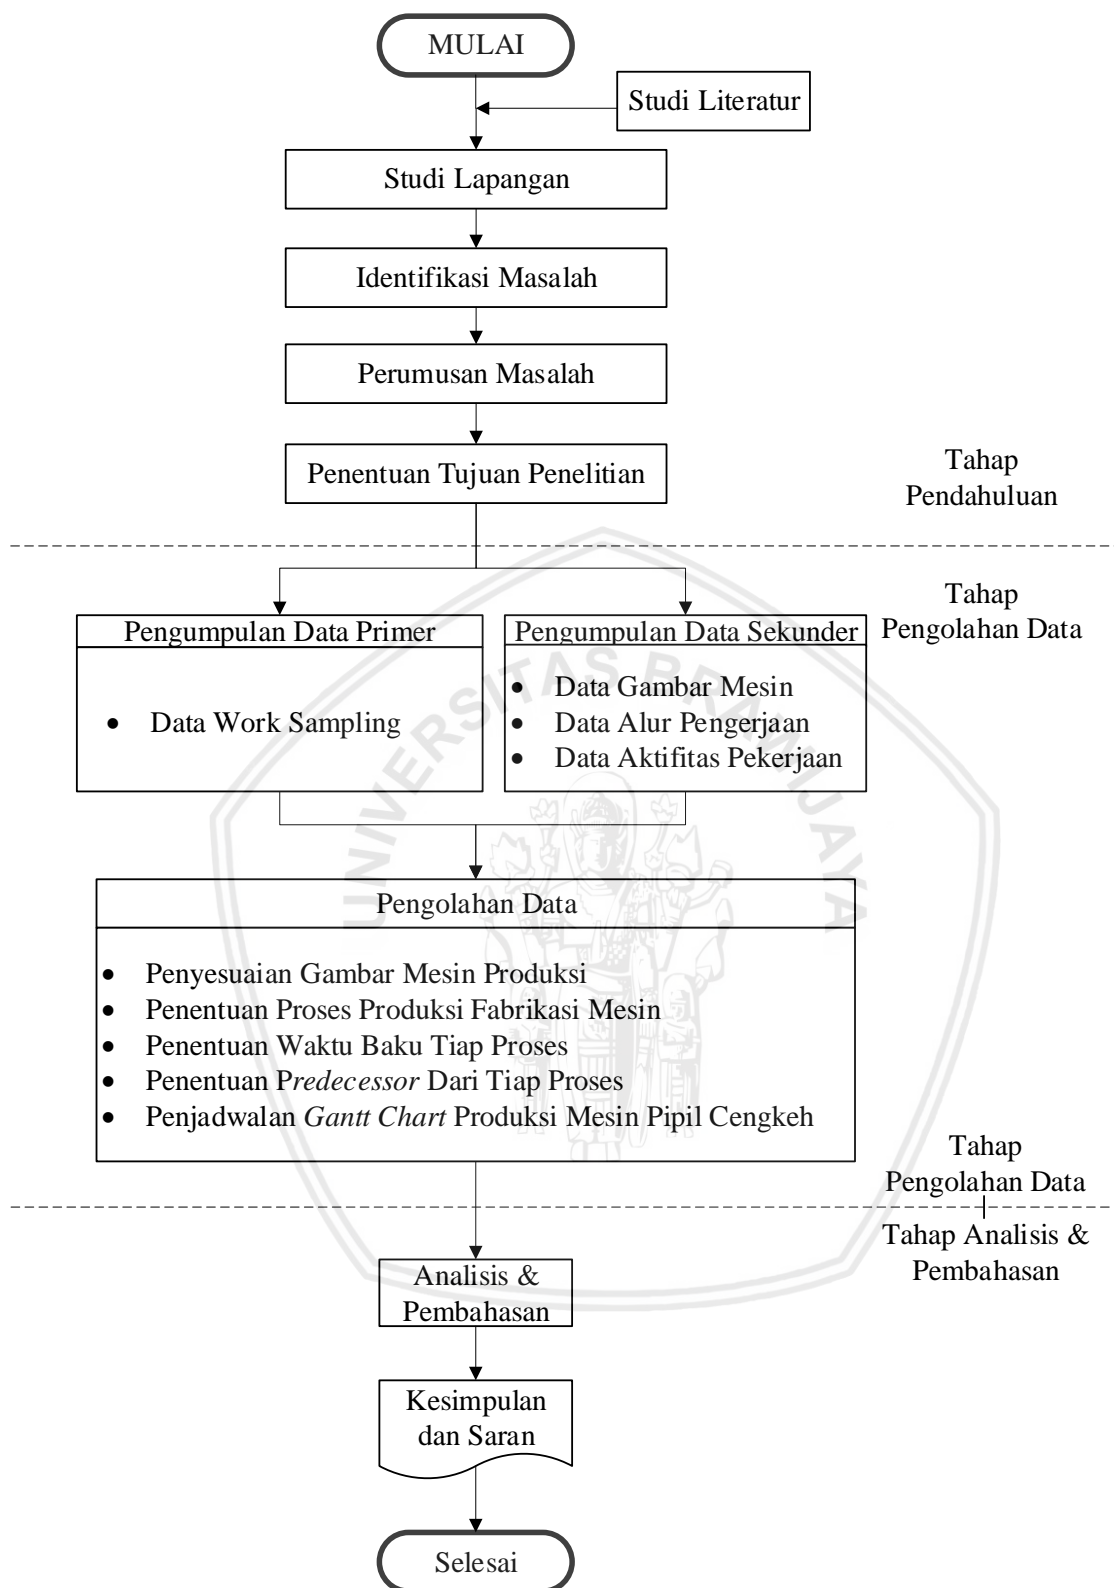 MULAI
Studi Literatur
Studi Lapangan
Identifikasi Masalah
Perumusan Masalah
Penentuan Tujuan Penelitian
Tahap
Pendahuluan
Tahap
Pengolahan Data
Pengumpulan Data Primer
• Data Work Sampling
Pengumpulan Data Sekunder
• Data Gambar Mesin
• Data Alur Pengerjaan
• Data Aktifitas Pekerjaan
UNIVERSITAS BRAWIJAYA
Pengolahan Data
• Penyesuaian Gambar Mesin Produksi
• Penentuan Proses Produksi Fabrikasi Mesin
• Penentuan Waktu Baku Tiap Proses
• Penentuan Predecessor Dari Tiap Proses
• Penjadwalan Gantt Chart Produksi Mesin Pipil Cengkeh
Tahap
Pengolahan Data
Tahap Analisis &
Pembahasan
Analisis &
Pembahasan
Kesimpulan
dan Saran
Selesai